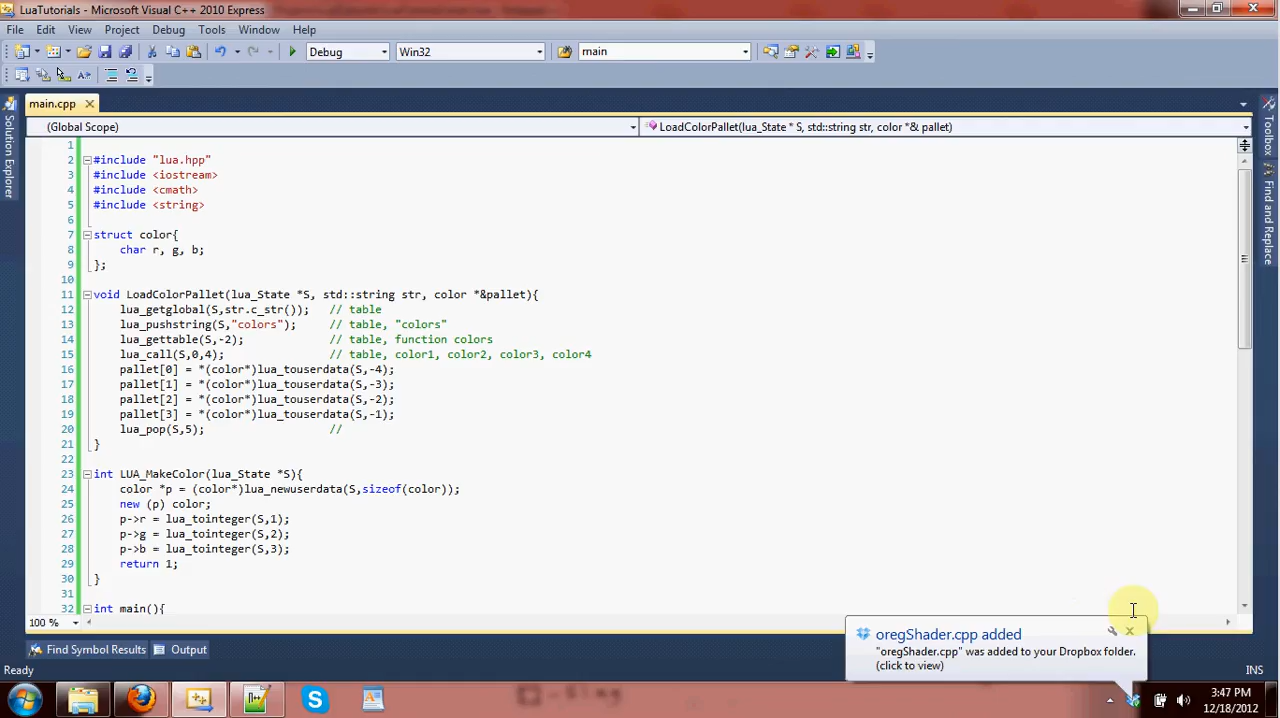 LuaTutorials - Microsoft Visual C++ 2010 Express
File Edit View Project Debug Tools Window Help
Debug Win32 main
main.cpp
(Global Scope) LoadColorPallet(lua_State * S, std::string str, color *& pallet)
Solution Explorer
Toolbox
Find and Replace
1
2 #include "lua.hpp"
3 #include <iostream>
4 #include <cmath>
5 #include <string>
6
7 struct color{
8 char r, g, b;
9 };
10
11 void LoadColorPallet(lua_State *S, std::string str, color *&pallet){
12 lua_getglobal(S,str.c_str()); // table
13 lua_pushstring(S,"colors"); // table, "colors"
14 lua_gettable(S,-2); // table, function colors
15 lua_call(S,0,4); // table, color1, color2, color3, color4
16 pallet[0] = *(color*)lua_touserdata(S,-4);
17 pallet[1] = *(color*)lua_touserdata(S,-3);
18 pallet[2] = *(color*)lua_touserdata(S,-2);
19 pallet[3] = *(color*)lua_touserdata(S,-1);
20 lua_pop(S,5); //
21 }
22
23 int LUA_MakeColor(lua_State *S){
24 color *p = (color*)lua_newuserdata(S,sizeof(color));
25 new (p) color;
26 p->r = lua_tointeger(S,1);
27 p->g = lua_tointeger(S,2);
28 p->b = lua_tointeger(S,3);
29 return 1;
30 }
31
32 int main(){
100 %
oregShader.cpp added
"oregShader.cpp" was added to your Dropbox folder.
(click to view)
Find Symbol Results Output
Ready INS
3:47 PM
12/18/2012